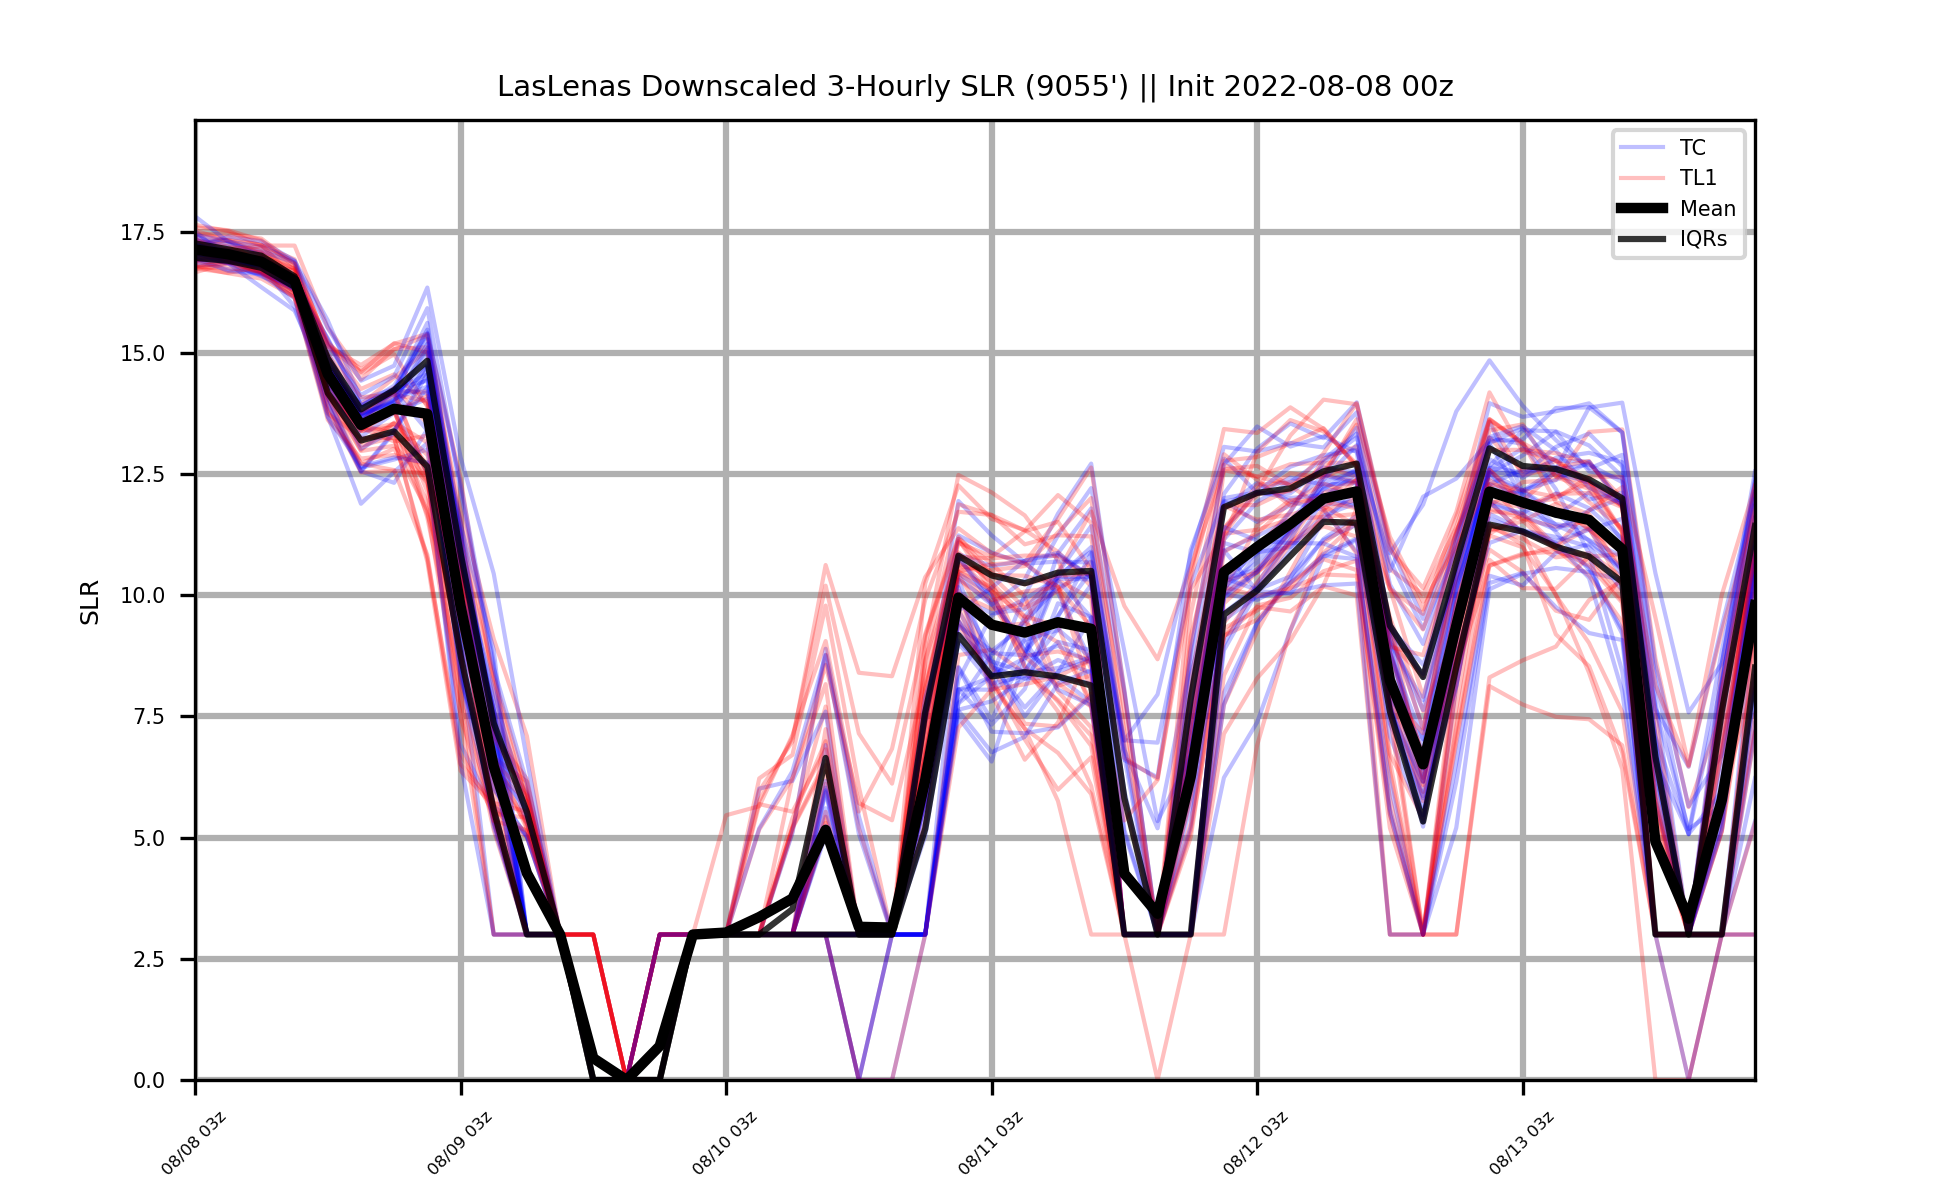 LasLenas Downscaled 3-Hourly SLR (9055') || Init 2022-08-08 00z
TC
TL1
Mean
IQRs
SLR
17.5
15.0
12.5
10.0
7.5
5.0
2.5
0.0
08/08 03z
08/09 03z
08/10 03z
08/11 03z
08/12 03z
08/13 03z